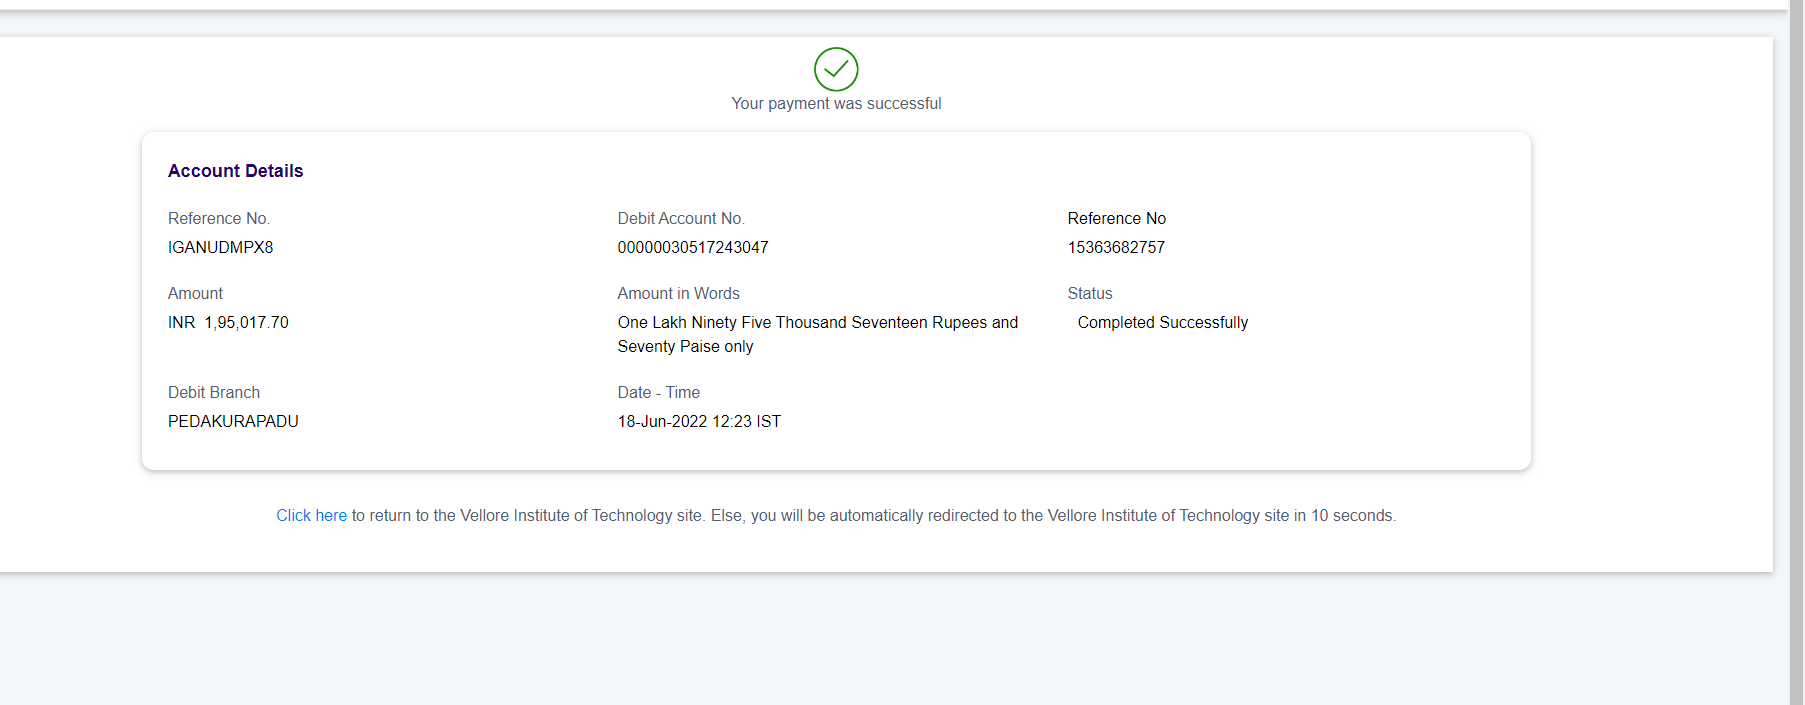 Your payment was successful
Account Details
Reference No.
IGANUDMPX8
Debit Account No.
00000030517243047
Reference No
15363682757
Amount
INR 1,95,017.70
Amount in Words
One Lakh Ninety Five Thousand Seventeen Rupees and
Seventy Paise only
Status
Completed Successfully
Debit Branch
PEDAKURAPADU
Date - Time
18-Jun-2022 12:23 IST
Click here to return to the Vellore Institute of Technology site. Else, you will be automatically redirected to the Vellore Institute of Technology site in 10 seconds.